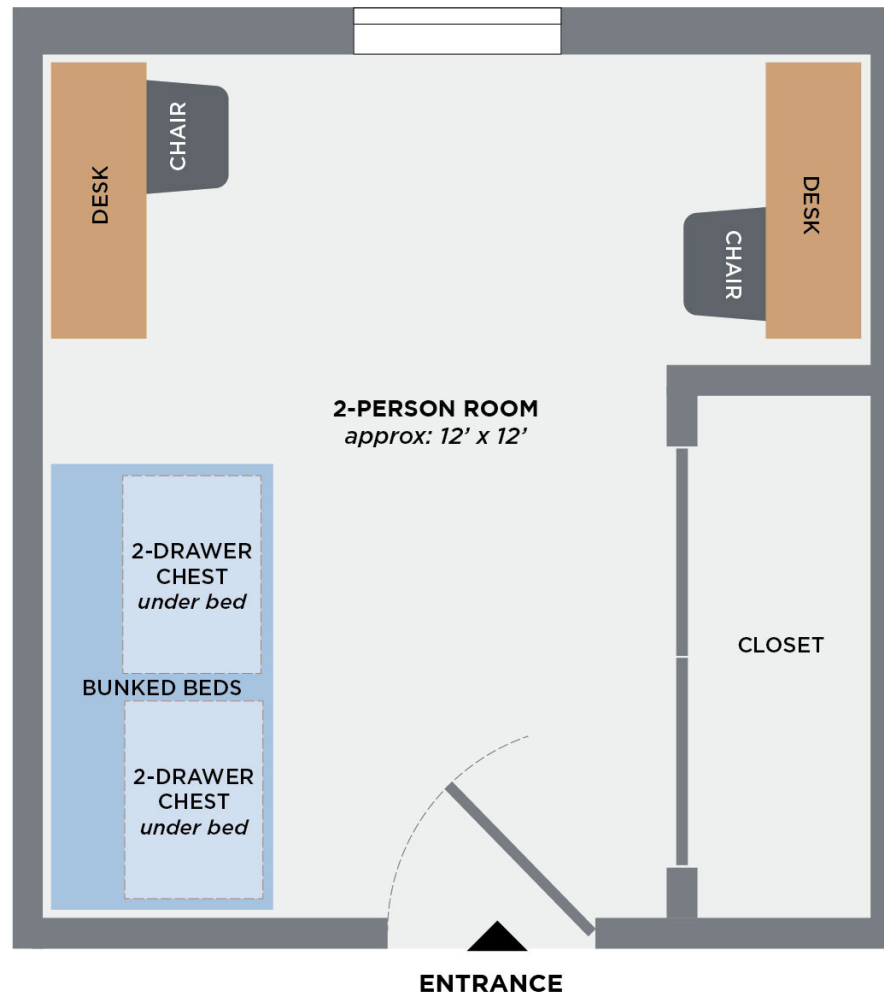 DESK
CHAIR
CHAIR
DESK
2-PERSON ROOM
approx: 12’ x 12’
2-DRAWER
CHEST
under bed
BUNKED BEDS
2-DRAWER
CHEST
under bed
CLOSET
ENTRANCE